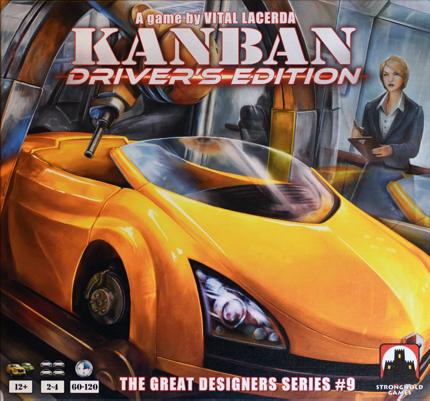 A game by VITAL LACERDA
KANBAN
DRIVER'S EDITION
12+
2-4
60-120
THE GREAT DESIGNERS SERIES #9
STRONGHOLD
GAMES